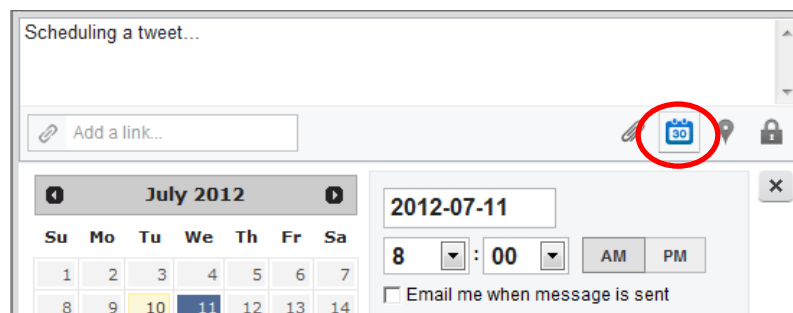 Scheduling a tweet...
Add a link...
30
July 2012
Su Mo Tu We Th Fr Sa
1 2 3 4 5 6 7
8 9 10 11 12 13 14
2012-07-11
8 : 00 AM PM
Email me when message is sent